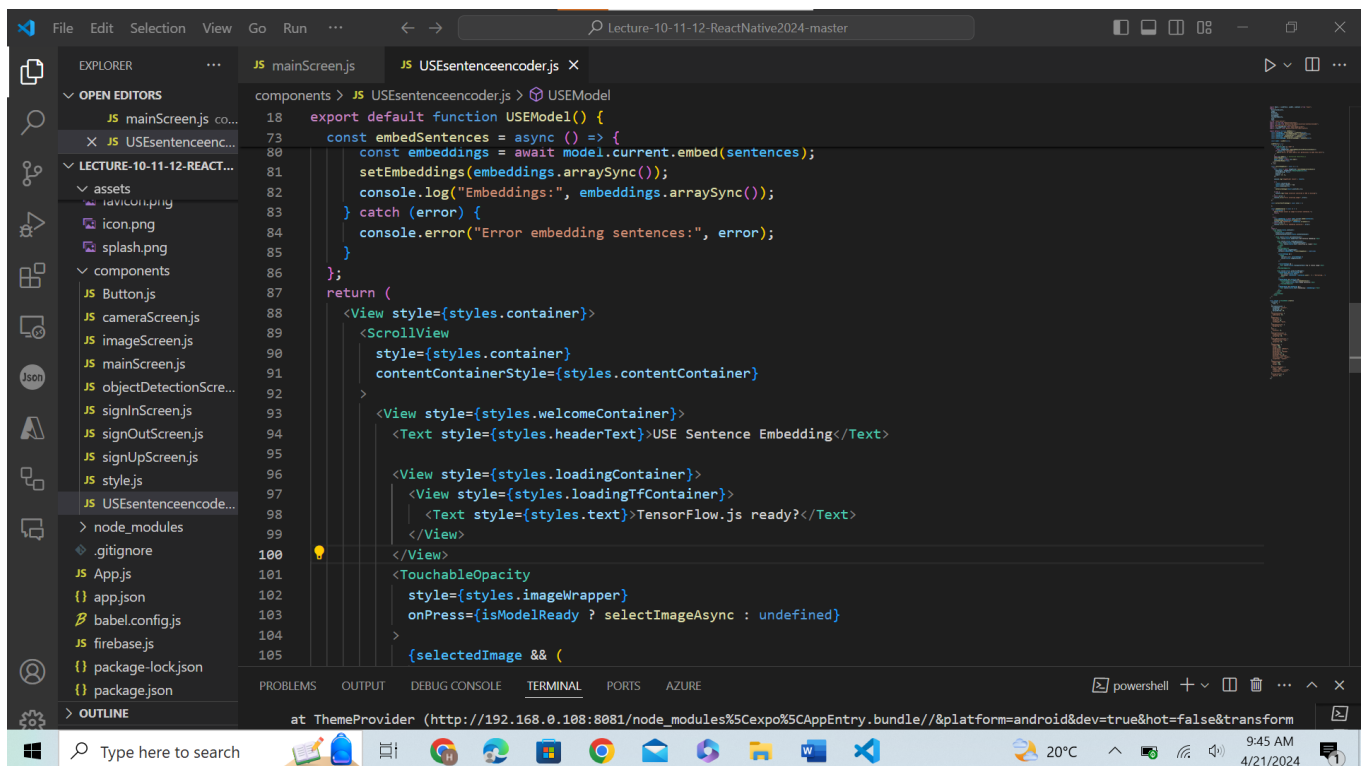 File Edit Selection View Go Run ··· Lecture-10-11-12-ReactNative2024-master
EXPLORER ···
OPEN EDITORS
JS mainScreen.js co...
JS USEsentenceenc...
LECTURE-10-11-12-REACT...
assets
favicon.png
icon.png
splash.png
components
JS Button.js
JS cameraScreen.js
JS imageScreen.js
JS mainScreen.js
JS objectDetectionScre...
JS signInScreen.js
JS signOutScreen.js
JS signUpScreen.js
JS style.js
JS USEsentenceencode...
node_modules
.gitignore
JS App.js
{} app.json
babel.config.js
JS firebase.js
{} package-lock.json
{} package.json
OUTLINE
Json
JS mainScreen.js JS USEsentenceencoder.js
components > JS USEsentenceencoder.js > USEModel
18 export default function USEModel() {
73 const embedSentences = async () => {
80 const embeddings = await model.current.embed(sentences);
81 setEmbeddings(embeddings.arraySync());
82 console.log("Embeddings:", embeddings.arraySync());
83 } catch (error) {
84 console.error("Error embedding sentences:", error);
85 }
86 };
87 return (
88 <View style={styles.container}>
89 <ScrollView
90 style={styles.container}
91 contentContainerStyle={styles.contentContainer}
92 >
93 <View style={styles.welcomeContainer}>
94 <Text style={styles.headerText}>USE Sentence Embedding</Text>
95
96 <View style={styles.loadingContainer}>
97 <View style={styles.loadingTfContainer}>
98 <Text style={styles.text}>TensorFlow.js ready?</Text>
99 </View>
100 </View>
101 <TouchableOpacity
102 style={styles.imageWrapper}
103 onPress={isModelReady ? selectImageAsync : undefined}
104 >
105 {selectedImage && (
PROBLEMS OUTPUT DEBUG CONSOLE TERMINAL PORTS AZURE powershell
at ThemeProvider (http://192.168.0.108:8081/node_modules%5Cexpo%5CAppEntry.bundle//&platform=android&dev=true&hot=false&transform
Type here to search 20°C 9:45 AM
4/21/2024
1